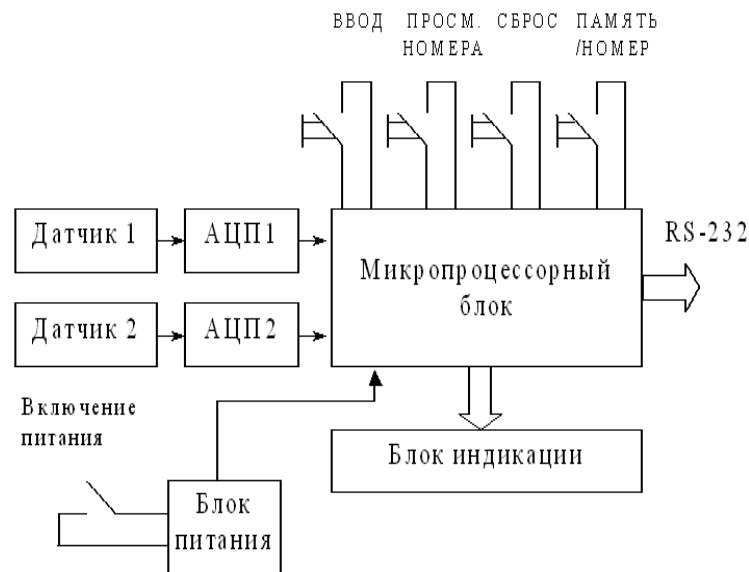 ВВОД ПРОСМ. СБРОС ПАМЯТЬ
НОМЕРА /НОМЕР
Датчик 1 АЦП1
RS-232
Микропроцессорный
блок
Датчик 2 АЦП2
Включение
питания
Блок индикации
Блок
питания